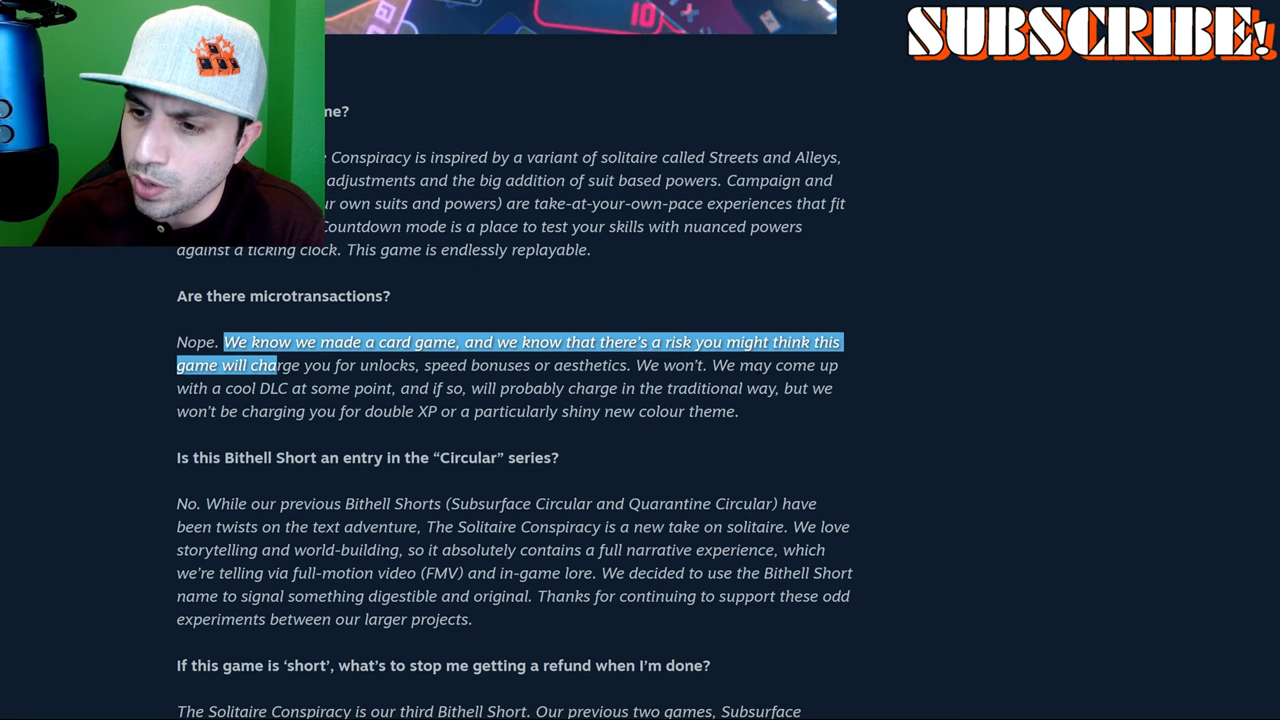 SUBSCRIBE!
10
me?
Conspiracy is inspired by a variant of solitaire called Streets and Alleys,
adjustments and the big addition of suit based powers. Campaign and
ur own suits and powers) are take-at-your-own-pace experiences that fit
Countdown mode is a place to test your skills with nuanced powers
against a ticking clock. This game is endlessly replayable.
Are there microtransactions?
Nope. We know we made a card game, and we know that there's a risk you might think this
game will charge you for unlocks, speed bonuses or aesthetics. We won't. We may come up
with a cool DLC at some point, and if so, will probably charge in the traditional way, but we
won't be charging you for double XP or a particularly shiny new colour theme.
Is this Bithell Short an entry in the “Circular” series?
No. While our previous Bithell Shorts (Subsurface Circular and Quarantine Circular) have
been twists on the text adventure, The Solitaire Conspiracy is a new take on solitaire. We love
storytelling and world-building, so it absolutely contains a full narrative experience, which
we're telling via full-motion video (FMV) and in-game lore. We decided to use the Bithell Short
name to signal something digestible and original. Thanks for continuing to support these odd
experiments between our larger projects.
If this game is ‘short’, what's to stop me getting a refund when I'm done?
The Solitaire Conspiracy is our third Bithell Short. Our previous two games, Subsurface